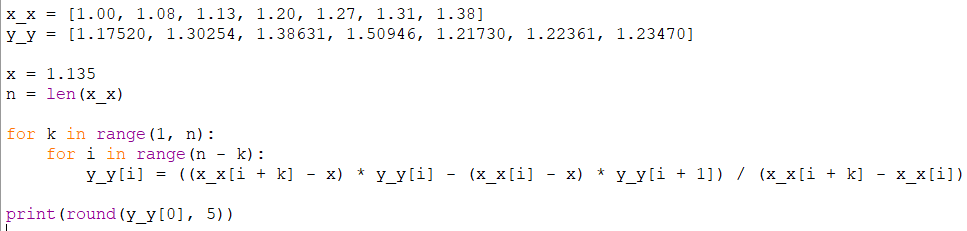 x_x = [1.00, 1.08, 1.13, 1.20, 1.27, 1.31, 1.38]
y_y = [1.17520, 1.30254, 1.38631, 1.50946, 1.21730, 1.22361, 1.23470]
x = 1.135
n = len(x_x)
for k in range(1, n):
    for i in range(n - k):
        y_y[i] = ((x_x[i + k] - x) * y_y[i] - (x_x[i] - x) * y_y[i + 1]) / (x_x[i + k] - x_x[i])
print(round(y_y[0], 5))